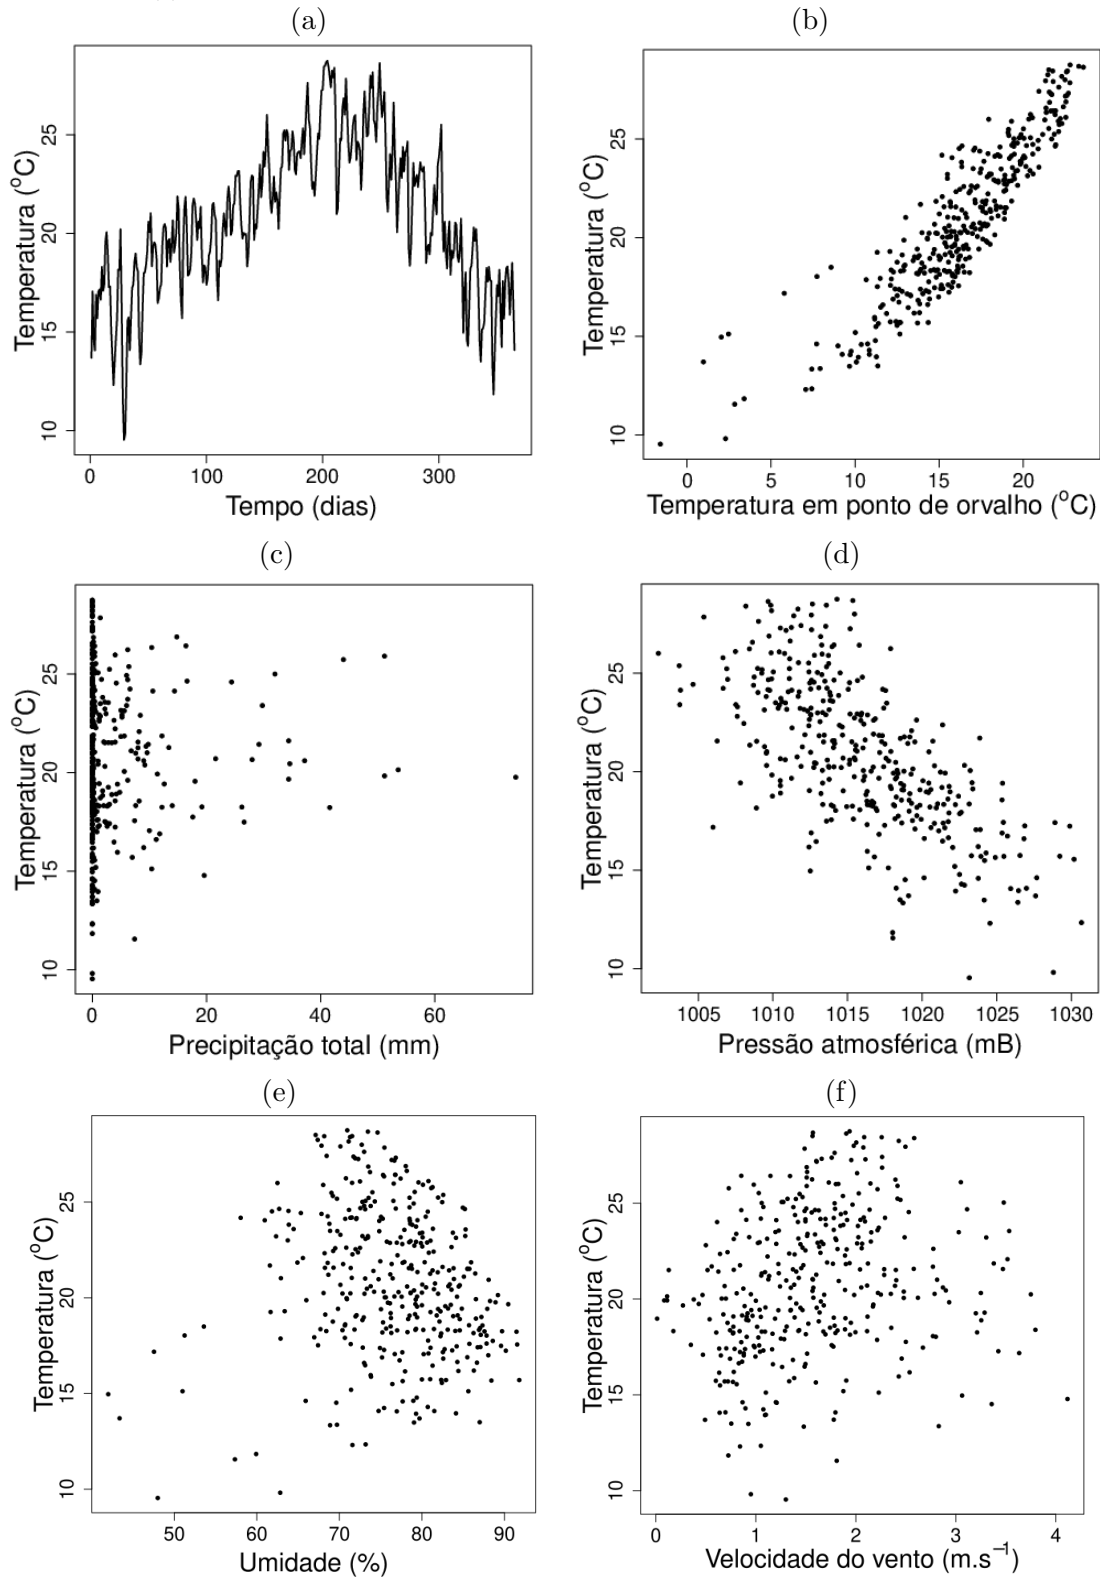 (a)
Temperatura (°C)
10 15 20 25
0 100 200 300
Tempo (dias)
(b)
Temperatura (°C)
10 15 20 25
0 5 10 15 20
Temperatura em ponto de orvalho (°C)
(c)
Temperatura (°C)
10 15 20 25
0 20 40 60
Precipitação total (mm)
(d)
Temperatura (°C)
10 15 20 25
1005 1010 1015 1020 1025 1030
Pressão atmosférica (mB)
(e)
Temperatura (°C)
10 15 20 25
50 60 70 80 90
Umidade (%)
(f)
Temperatura (°C)
10 15 20 25
0 1 2 3 4
Velocidade do vento (m.s⁻¹)